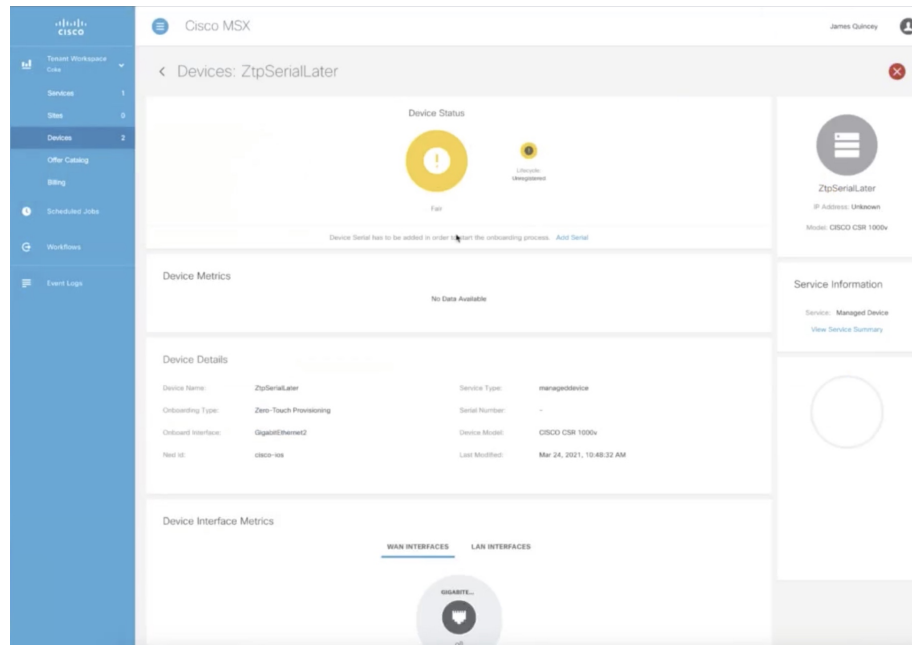 CISCO
Cisco MSX
James Quincey
Tenant Workspace
Coke
Services 1
Sites 0
Devices 2
Offer Catalog
Billing
Scheduled Jobs
Workflows
Event Logs
Devices: ZtpSerialLater
Device Status
Fair
Lifecycle:
Unregistered
Device Serial has to be added in order to start the onboarding process. Add Serial
ZtpSerialLater
IP Address: Unknown
Model: CISCO CSR 1000v
Device Metrics
No Data Available
Service Information
Service: Managed Device
View Service Summary
Device Details
Device Name: ZtpSerialLater Service Type: manageddevice
Onboarding Type: Zero-Touch Provisioning Serial Number: -
Onboard Interface: GigabitEthernet2 Device Model: CISCO CSR 1000v
Ned Id: cisco-ios Last Modified: Mar 24, 2021, 10:48:32 AM
Device Interface Metrics
WAN INTERFACES LAN INTERFACES
GIGABITE...